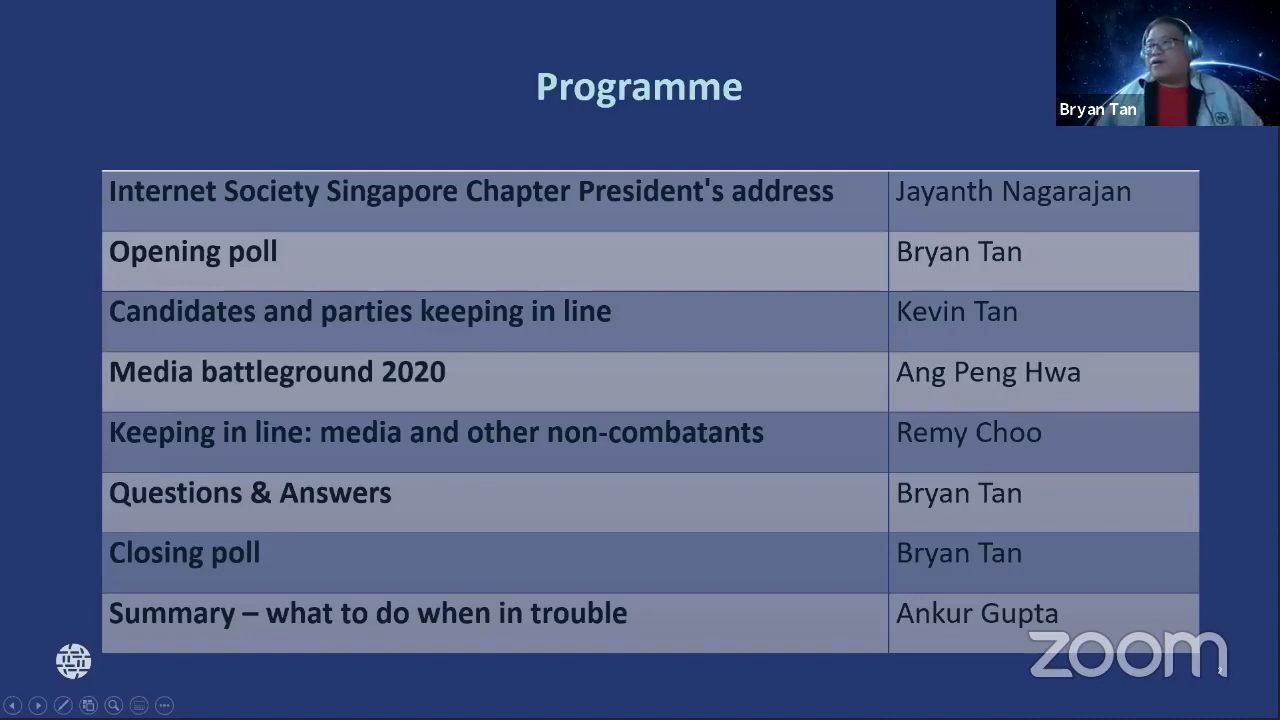 Programme
Bryan Tan
Internet Society Singapore Chapter President's address Jayanth Nagarajan
Opening poll Bryan Tan
Candidates and parties keeping in line Kevin Tan
Media battleground 2020 Ang Peng Hwa
Keeping in line: media and other non-combatants Remy Choo
Questions & Answers Bryan Tan
Closing poll Bryan Tan
Summary – what to do when in trouble Ankur Gupta
zoom
2